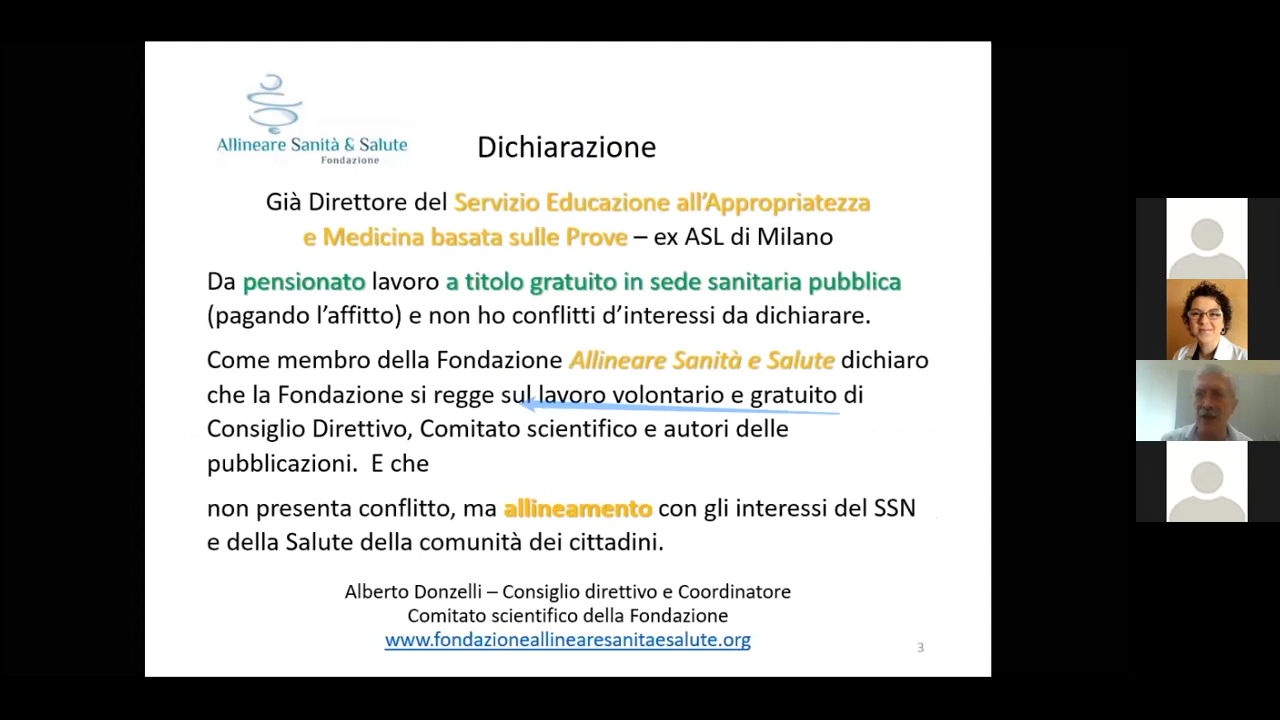 Allineare Sanità & Salute
Fondazione
Dichiarazione
Già Direttore del Servizio Educazione all’Appropriatezza
e Medicina basata sulle Prove – ex ASL di Milano
Da pensionato lavoro a titolo gratuito in sede sanitaria pubblica
(pagando l’affitto) e non ho conflitti d’interessi da dichiarare.
Come membro della Fondazione Allineare Sanità e Salute dichiaro
che la Fondazione si regge sul lavoro volontario e gratuito di
Consiglio Direttivo, Comitato scientifico e autori delle
pubblicazioni.  E che
non presenta conflitto, ma allineamento con gli interessi del SSN
e della Salute della comunità dei cittadini.
Alberto Donzelli – Consiglio direttivo e Coordinatore
Comitato scientifico della Fondazione
www.fondazioneallinearesanitaesalute.org
3